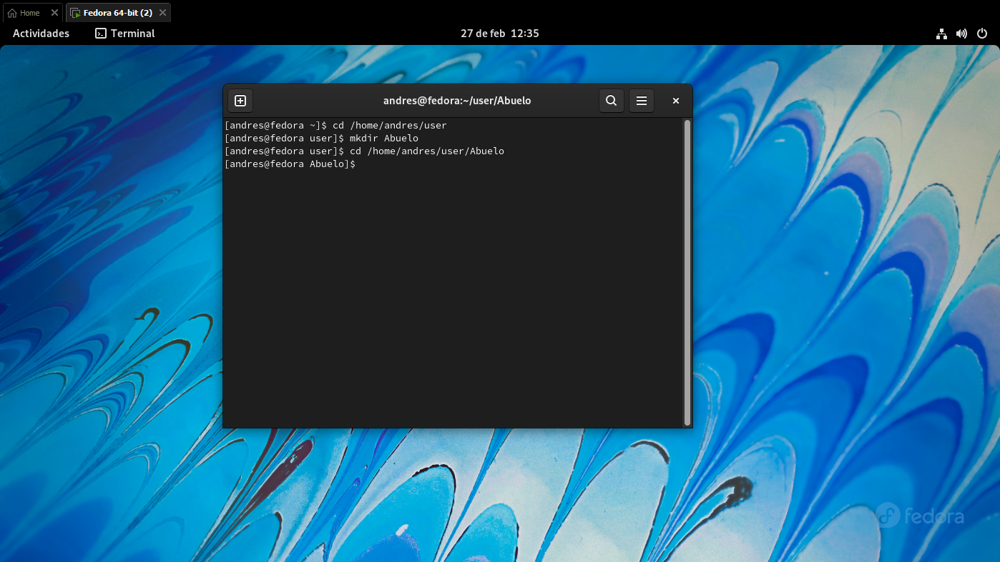 Home
Fedora 64-bit (2)
Actividades
Terminal
27 de feb 12:35
andres@fedora:~/user/Abuelo
[andres@fedora ~]$ cd /home/andres/user
[andres@fedora user]$ mkdir Abuelo
[andres@fedora user]$ cd /home/andres/user/Abuelo
[andres@fedora Abuelo]$
fedora